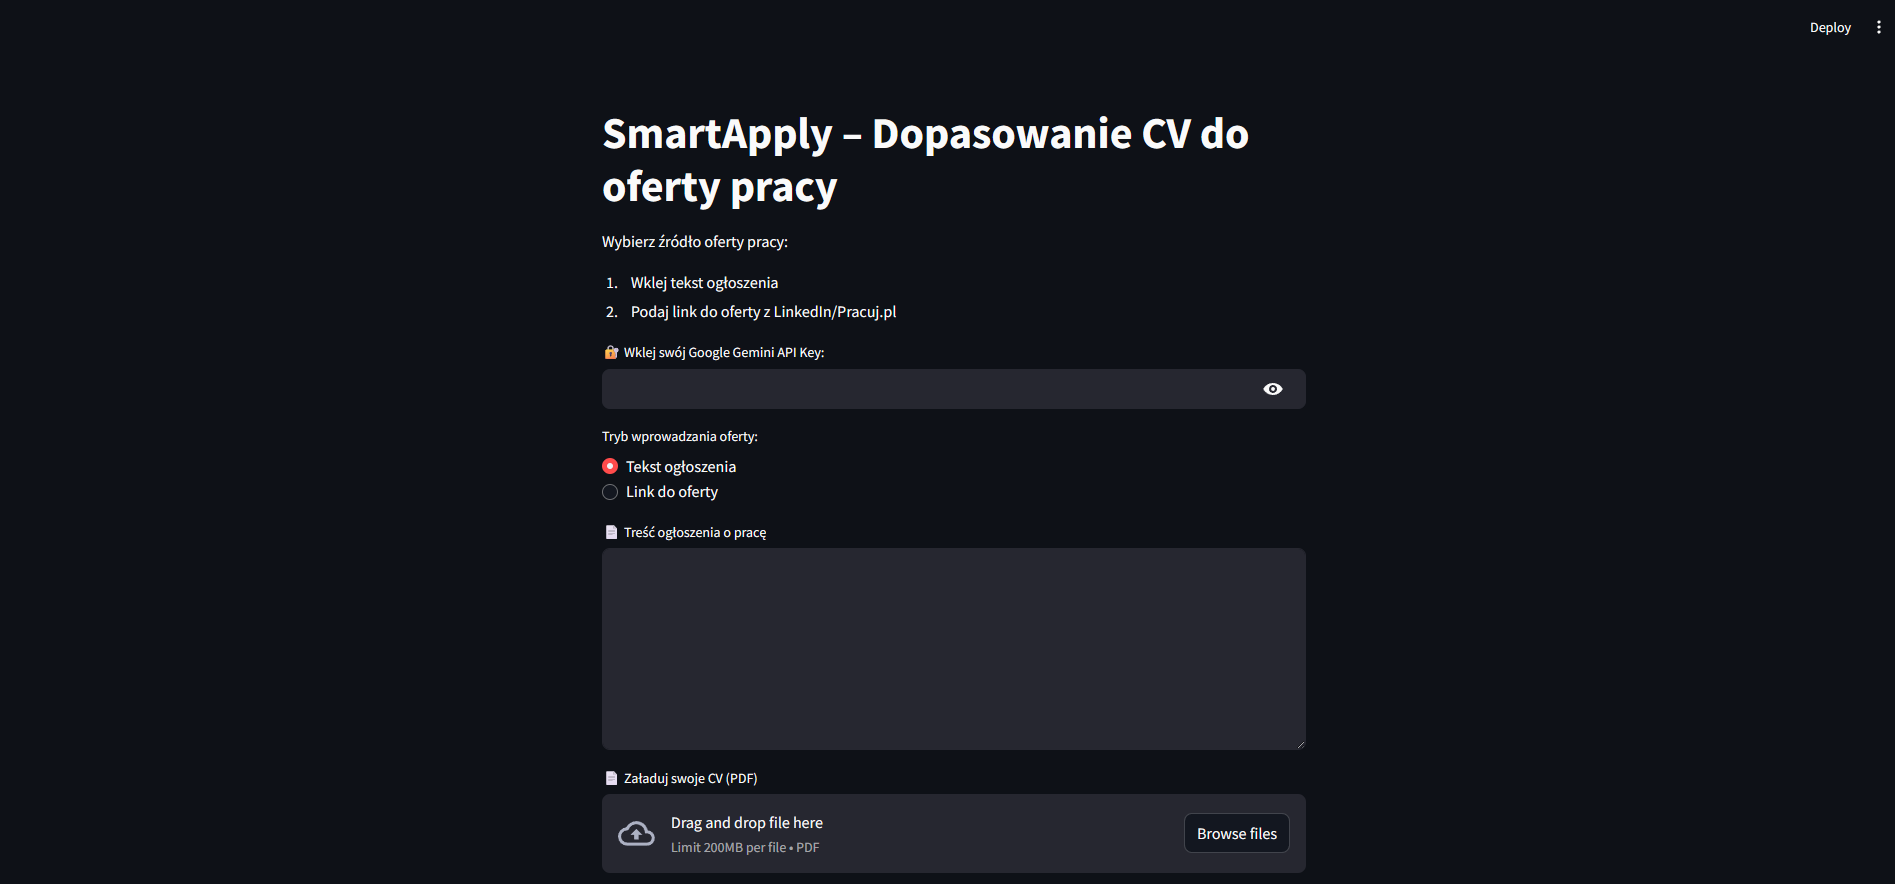 Deploy
SmartApply – Dopasowanie CV do
oferty pracy
Wybierz źródło oferty pracy:
1. Wklej tekst ogłoszenia
2. Podaj link do oferty z LinkedIn/Pracuj.pl
🔐 Wklej swój Google Gemini API Key:
Tryb wprowadzania oferty:
Tekst ogłoszenia
Link do oferty
📄 Treść ogłoszenia o pracę
📄 Załaduj swoje CV (PDF)
Drag and drop file here
Limit 200MB per file • PDF
Browse files